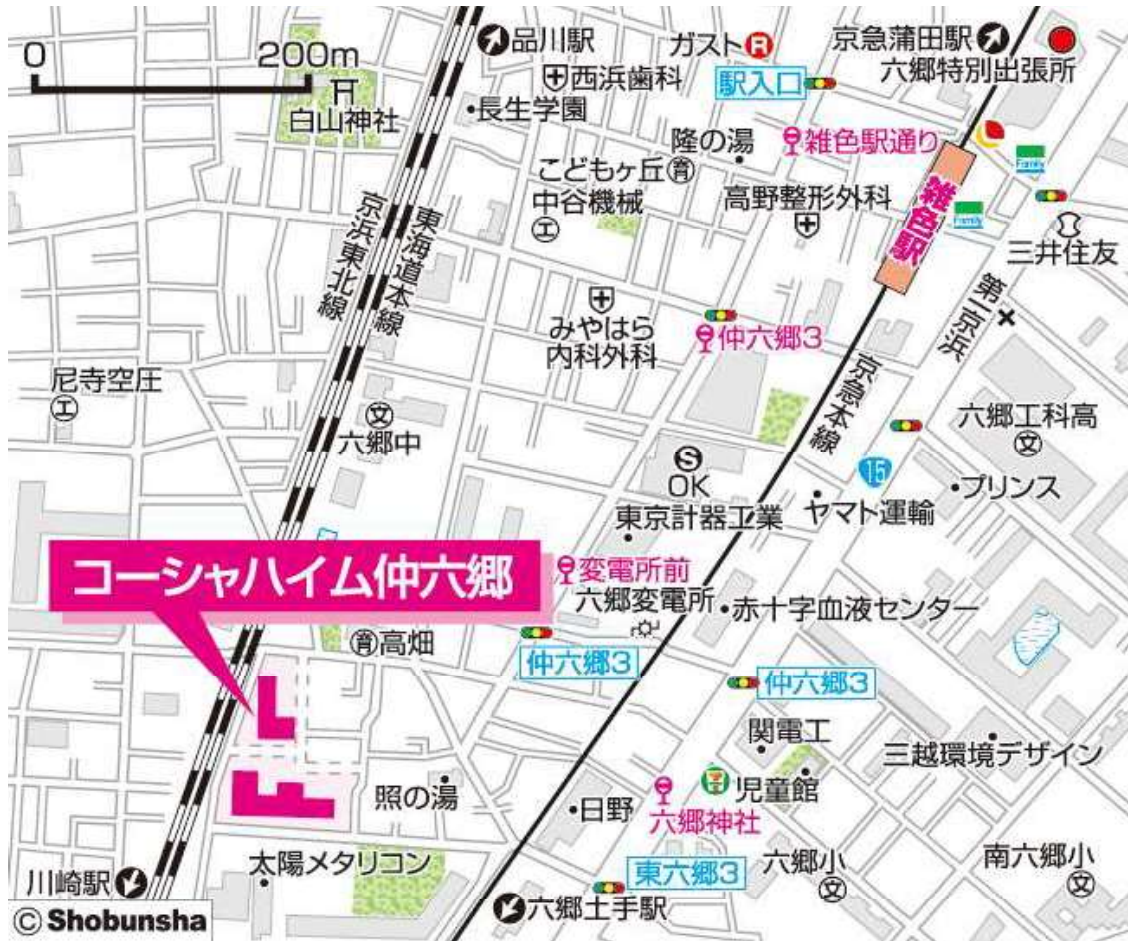 0 200m
品川駅
ガスト R
京急蒲田駅
六郷特別出張所
西浜歯科
駅入口
白山神社
長生学園
隆の湯
雑色駅通り
こどもヶ丘 育
中谷機械
工
高野整形外科
Family
Family
雑色駅
三井住友
京浜東北線
東海道本線
第一京浜
みやはら
内科外科
仲六郷3
京急本線
尼寺空圧
工
文
六郷中
六郷工科高
文
S
OK
15
プリンス
東京計器工業
ヤマト運輸
コーシャハイム仲六郷
変電所前
六郷変電所
赤十字血液センター
育 高畑
仲六郷3
仲六郷3
関電工
三越環境デザイン
照の湯
日野
児童館
六郷神社
太陽メタリコン
東六郷3
六郷小
文
南六郷小
文
川崎駅
六郷土手駅
© Shobunsha